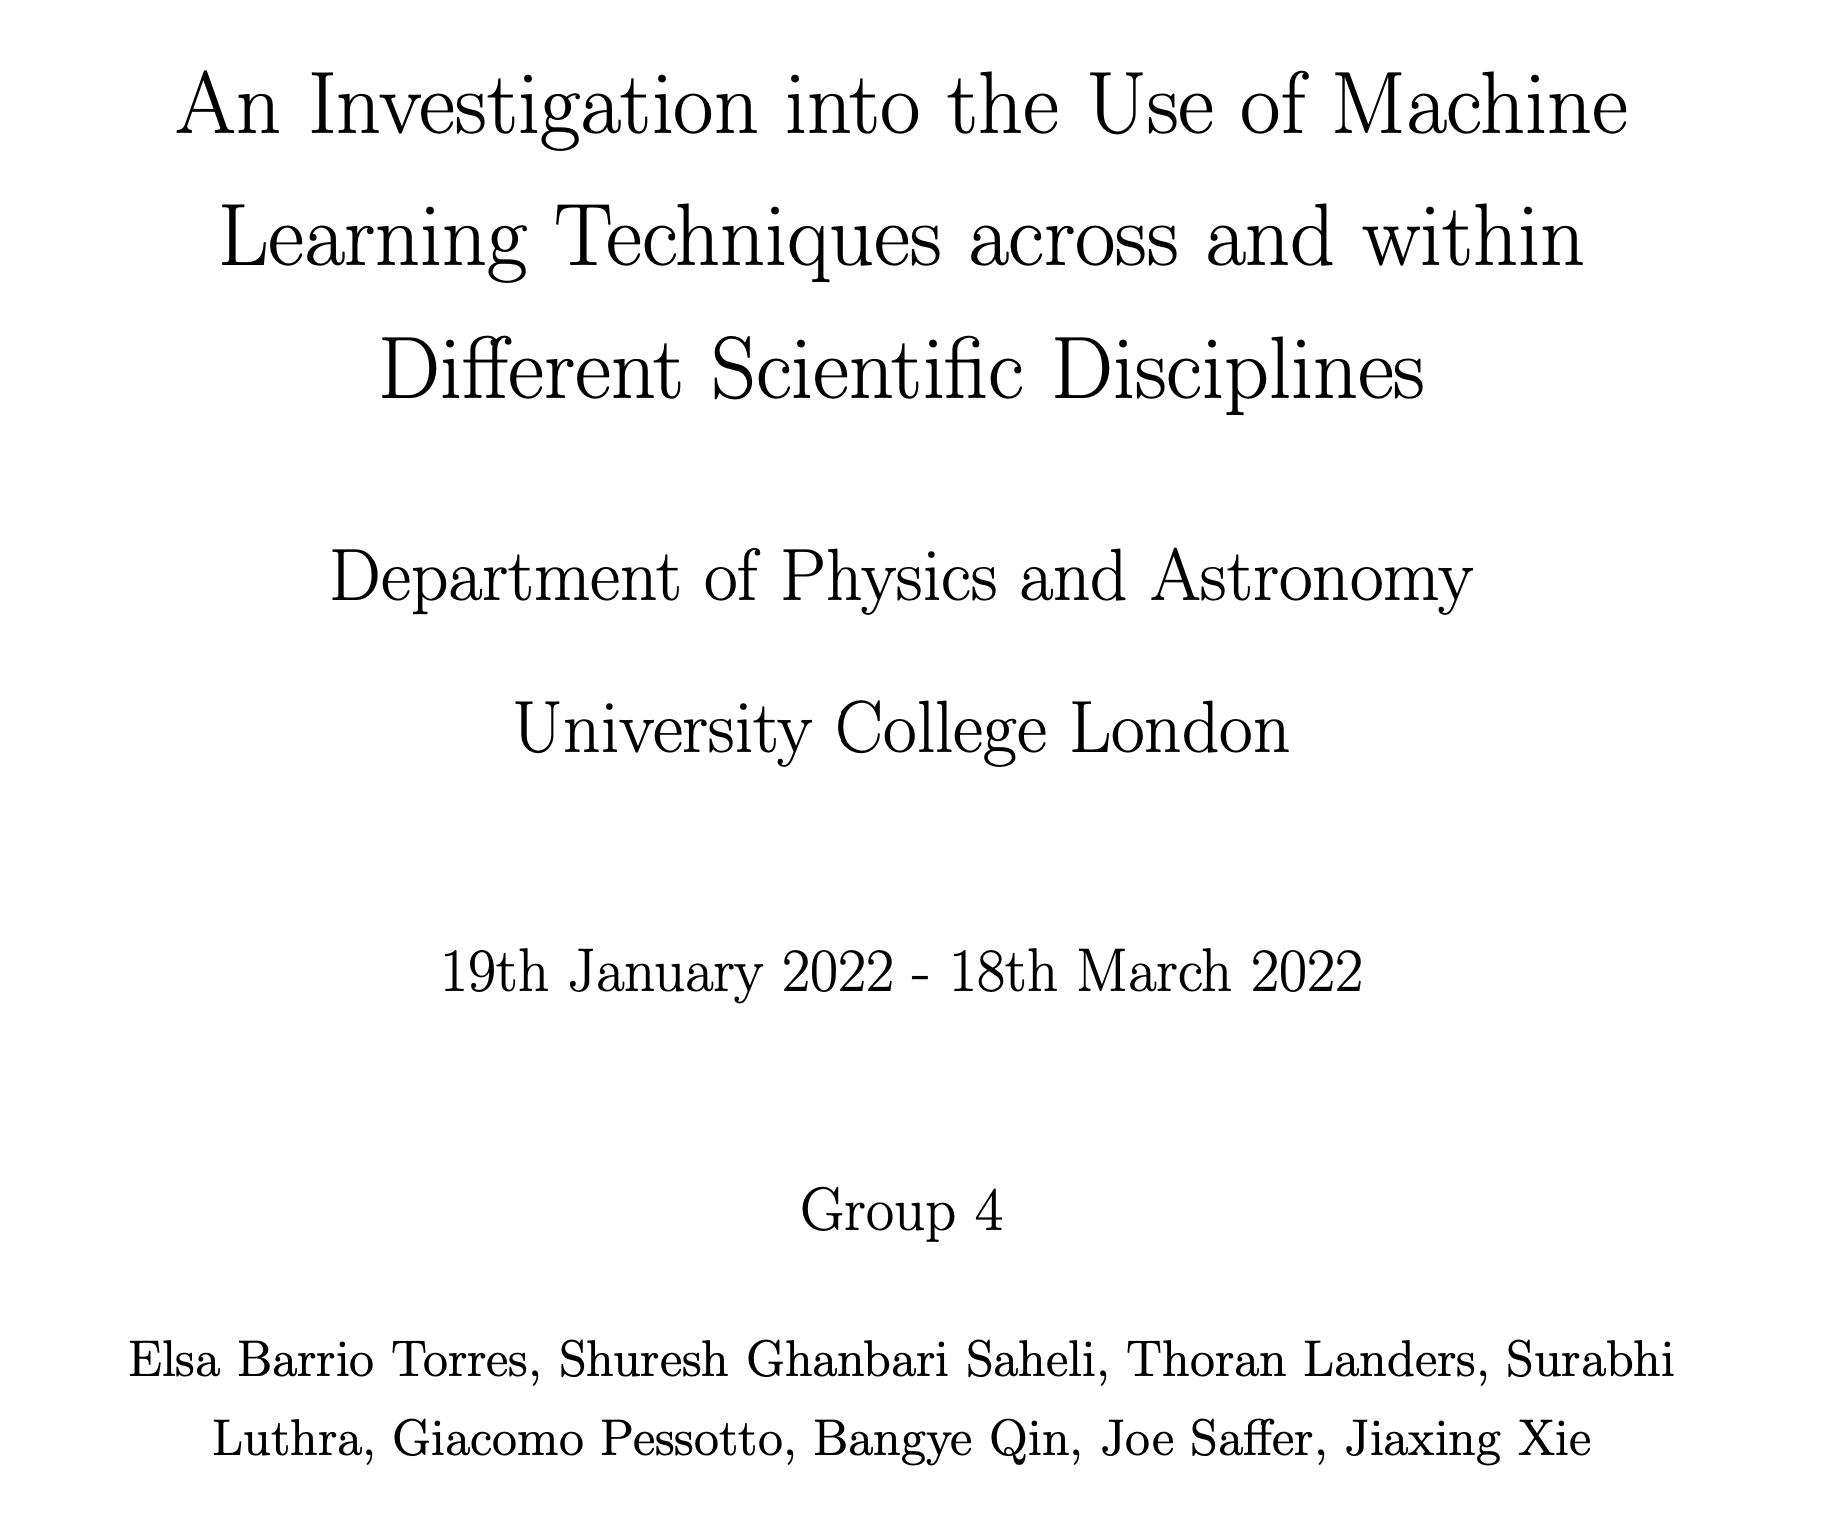 An Investigation into the Use of Machine
Learning Techniques across and within
Different Scientific Disciplines
Department of Physics and Astronomy
University College London
19th January 2022 - 18th March 2022
Group 4
Elsa Barrio Torres, Shuresh Ghanbari Saheli, Thoran Landers, Surabhi
Luthra, Giacomo Pessotto, Bangye Qin, Joe Saffer, Jiaxing Xie